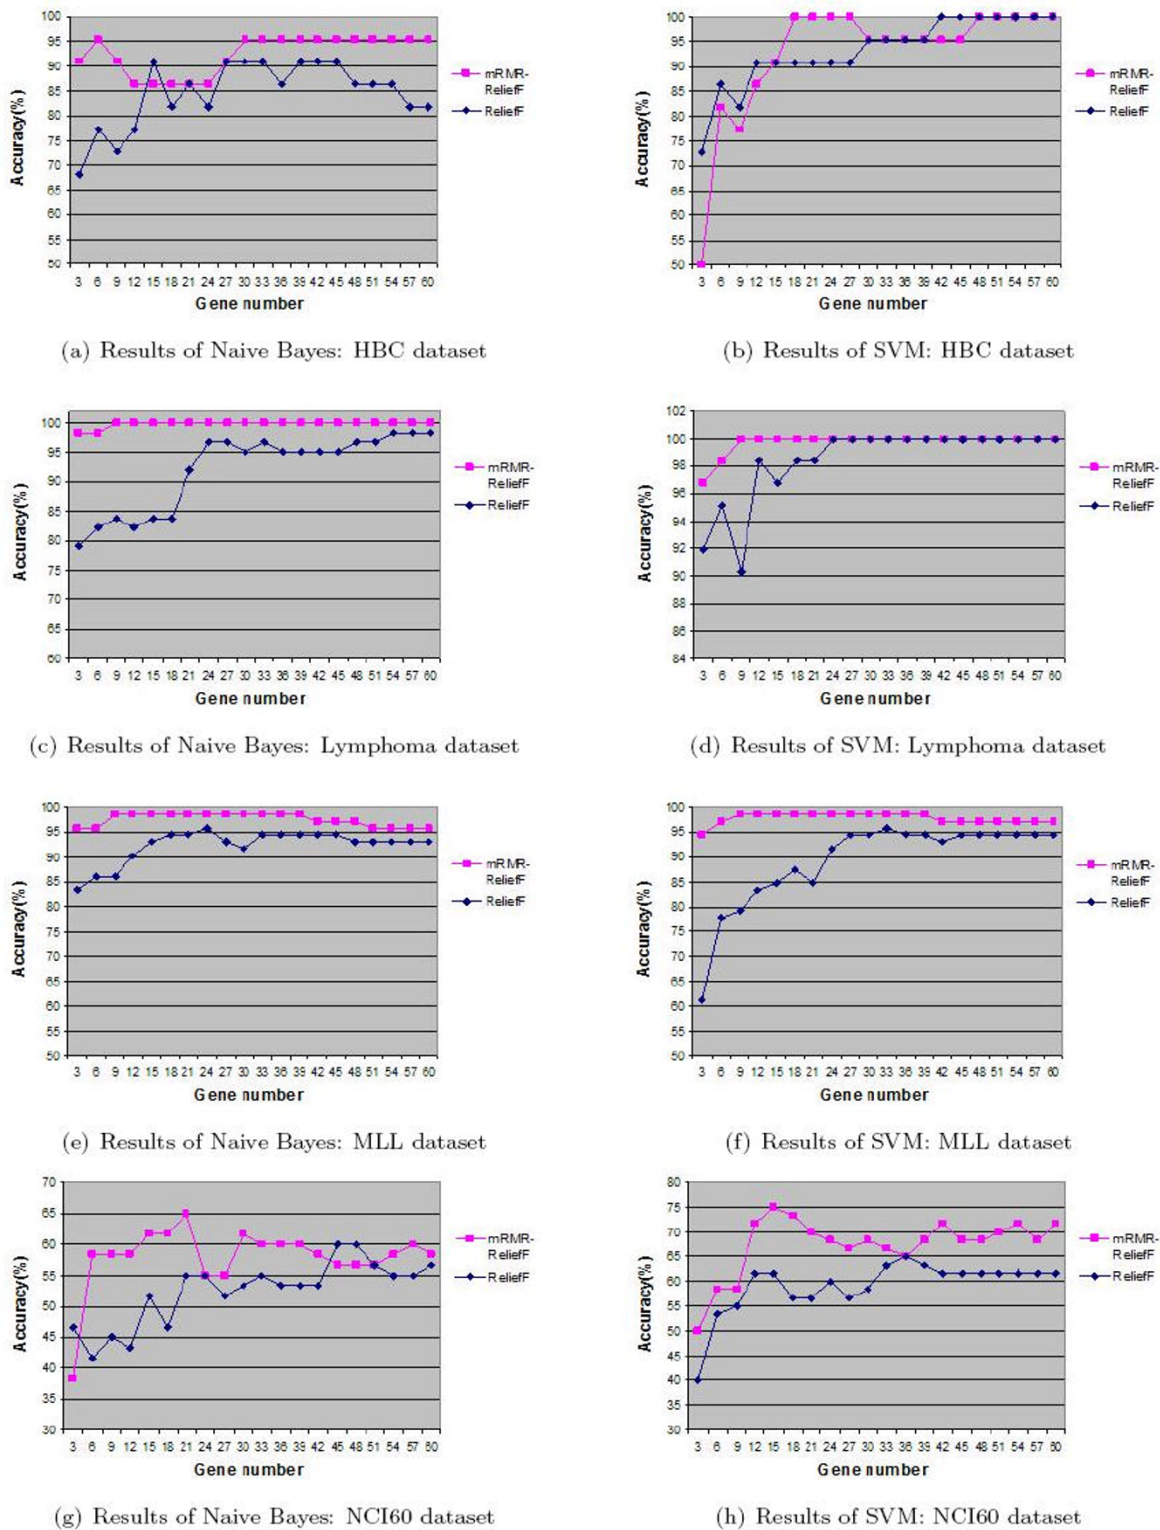 100
95
90
85
80
75
70
65
60
55
50
Accuracy(%)
3 6 9 12 15 18 21 24 27 30 33 36 39 42 45 48 51 54 57 60
Gene number
mRMR-
ReliefF
ReliefF
(a) Results of Naive Bayes: HBC dataset
100
95
90
85
80
75
70
65
60
55
50
Accuracy(%)
3 6 9 12 15 18 21 24 27 30 33 36 39 42 45 48 51 54 57 60
Gene number
mRMR-
ReliefF
ReliefF
(b) Results of SVM: HBC dataset
100
95
90
85
80
75
70
65
60
Accuracy(%)
3 6 9 12 15 18 21 24 27 30 33 36 39 42 45 48 51 54 57 60
Gene number
mRMR-
ReliefF
ReliefF
(c) Results of Naive Bayes: Lymphoma dataset
102
100
98
96
94
92
90
88
86
84
Accuracy(%)
3 6 9 12 15 18 21 24 27 30 33 36 39 42 45 48 51 54 57 60
Gene number
mRMR-
ReliefF
ReliefF
(d) Results of SVM: Lymphoma dataset
100
95
90
85
80
75
70
65
60
55
50
Accuracy(%)
3 6 9 12 15 18 21 24 27 30 33 36 39 42 45 48 51 54 57 60
Gene number
mRMR-
ReliefF
ReliefF
(e) Results of Naive Bayes: MLL dataset
100
95
90
85
80
75
70
65
60
55
50
Accuracy(%)
3 6 9 12 15 18 21 24 27 30 33 36 39 42 45 48 51 54 57 60
Gene number
mRMR-
ReliefF
ReliefF
(f) Results of SVM: MLL dataset
70
65
60
55
50
45
40
35
30
Accuracy(%)
3 6 9 12 15 18 21 24 27 30 33 36 39 42 45 48 51 54 57 60
Gene number
mRMR-
ReliefF
ReliefF
(g) Results of Naive Bayes: NCI60 dataset
80
75
70
65
60
55
50
45
40
35
30
Accuracy(%)
3 6 9 12 15 18 21 24 27 30 33 36 39 42 45 48 51 54 57 60
Gene number
mRMR-
ReliefF
ReliefF
(h) Results of SVM: NCI60 dataset